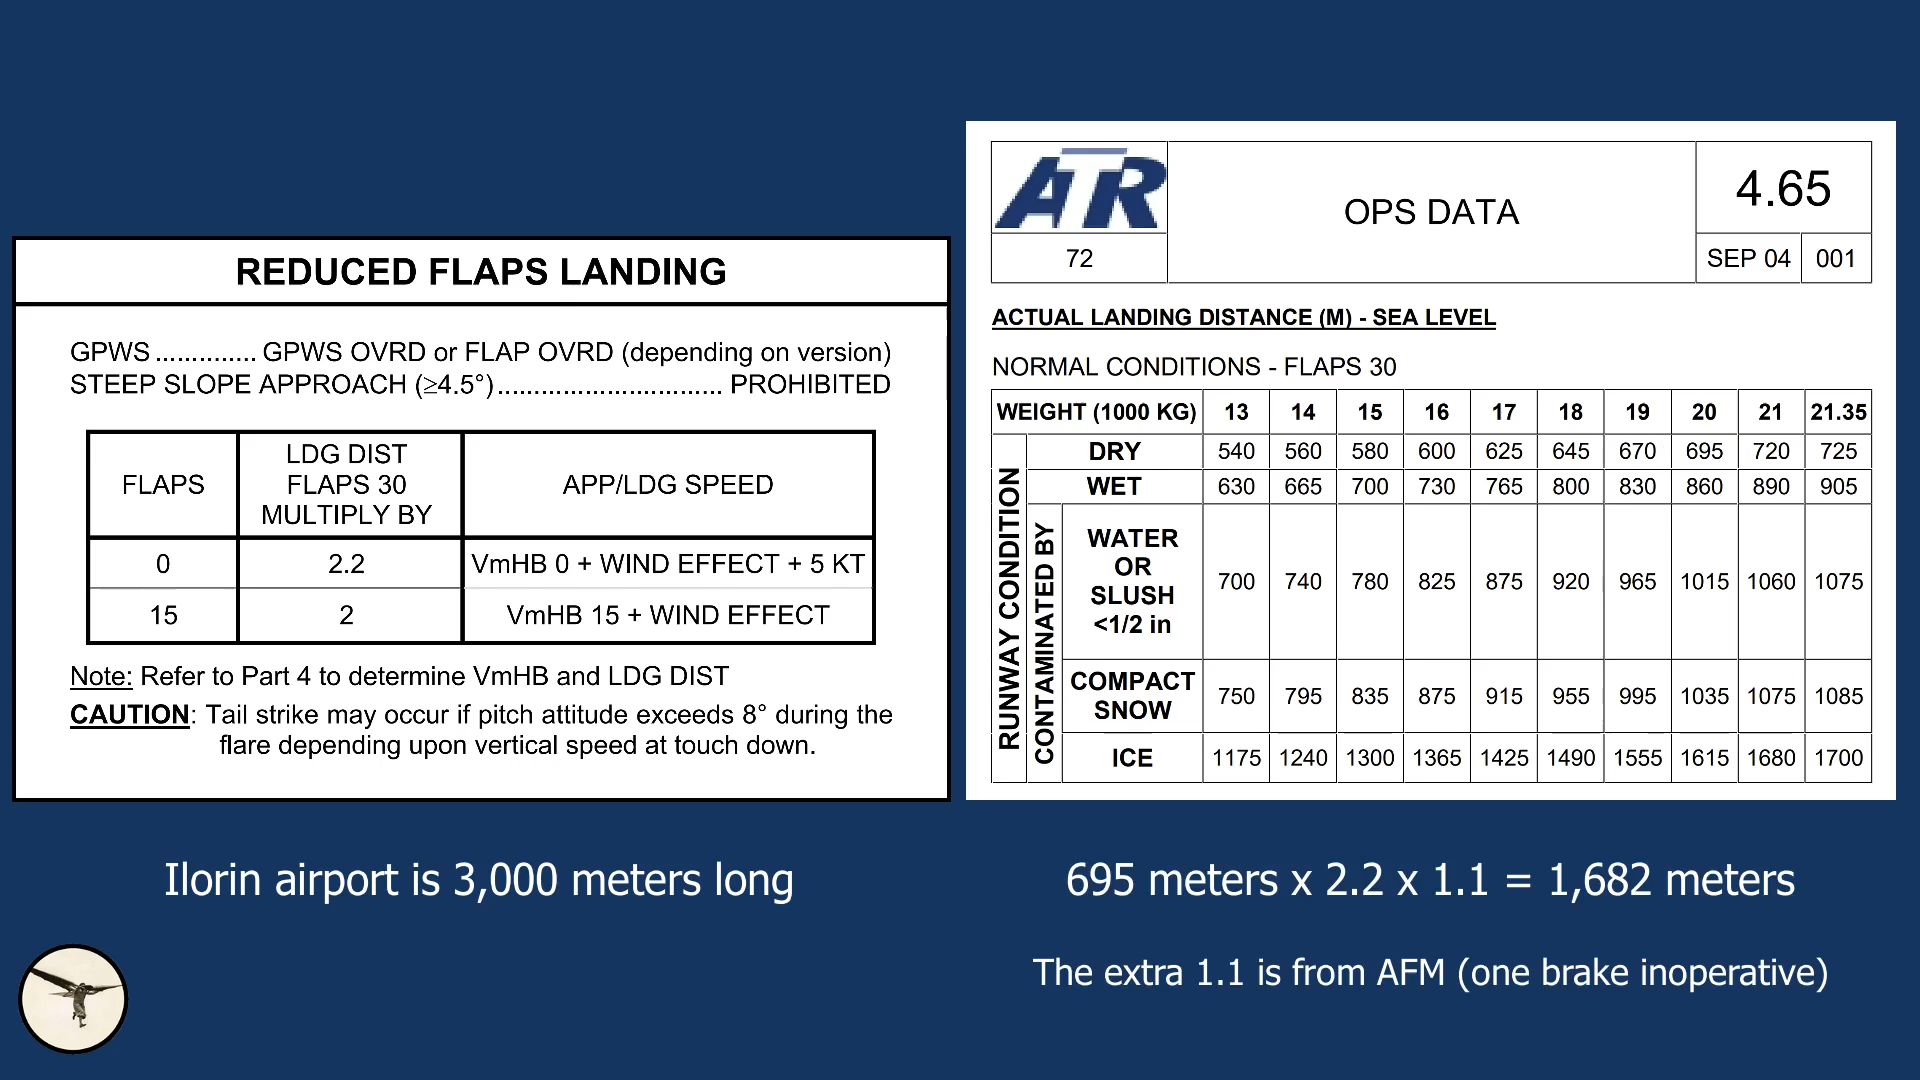 REDUCED FLAPS LANDING
GPWS .............. GPWS OVRD or FLAP OVRD (depending on version)
STEEP SLOPE APPROACH (≥4.5°)............................... PROHIBITED
FLAPS
LDG DIST
FLAPS 30
MULTIPLY BY
APP/LDG SPEED
0 2.2 VmHB 0 + WIND EFFECT + 5 KT
15 2 VmHB 15 + WIND EFFECT
Note: Refer to Part 4 to determine VmHB and LDG DIST
CAUTION: Tail strike may occur if pitch attitude exceeds 8° during the
flare depending upon vertical speed at touch down.
Ilorin airport is 3,000 meters long
ATR
72
OPS DATA
4.65
SEP 04 001
ACTUAL LANDING DISTANCE (M) - SEA LEVEL
NORMAL CONDITIONS - FLAPS 30
WEIGHT (1000 KG) 13 14 15 16 17 18 19 20 21 21.35
RUNWAY CONDITION
DRY 540 560 580 600 625 645 670 695 720 725
WET 630 665 700 730 765 800 830 860 890 905
CONTAMINATED BY
WATER
OR
SLUSH
<1/2 in
700 740 780 825 875 920 965 1015 1060 1075
COMPACT
SNOW
750 795 835 875 915 955 995 1035 1075 1085
ICE 1175 1240 1300 1365 1425 1490 1555 1615 1680 1700
695 meters x 2.2 x 1.1 = 1,682 meters
The extra 1.1 is from AFM (one brake inoperative)